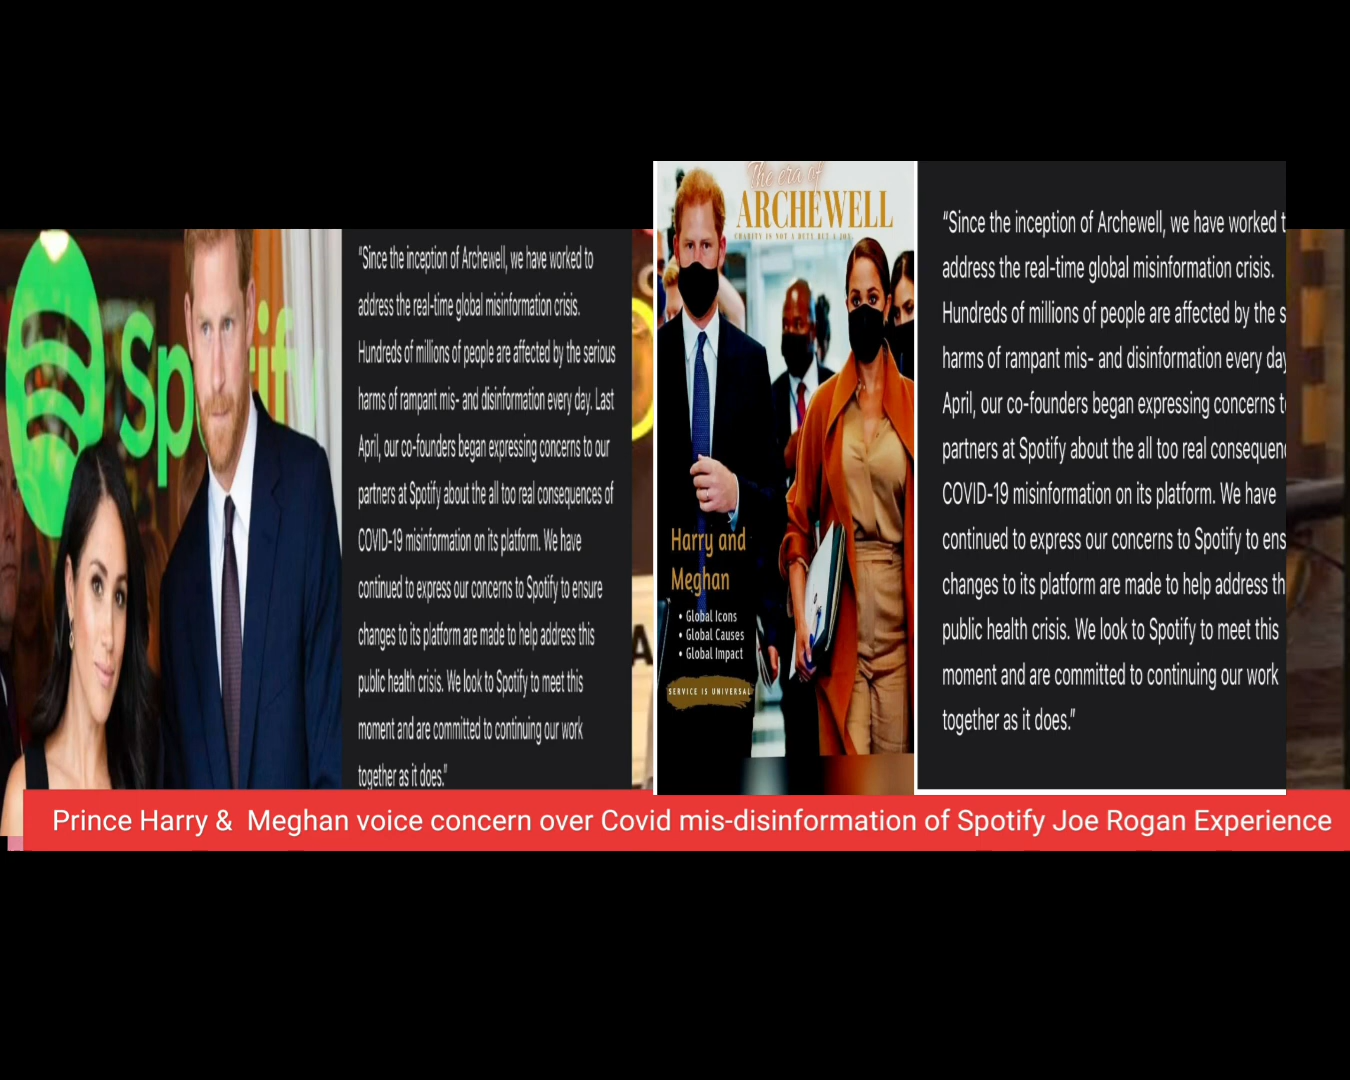 Spotify
"Since the inception of Archewell, we have worked to
address the real-time global misinformation crisis.
Hundreds of millions of people are affected by the serious
harms of rampant mis- and disinformation every day. Last
April, our co-founders began expressing concerns to our
partners at Spotify about the all too real consequences of
COVID-19 misinformation on its platform. We have
continued to express our concerns to Spotify to ensure
changes to its platform are made to help address this
public health crisis. We look to Spotify to meet this
moment and are committed to continuing our work
together as it does."
The era of
ARCHEWELL
CHARITY IS NOT A DUTY BUT A JOY
Harry and
Meghan
• Global Icons
• Global Causes
• Global Impact
SERVICE IS UNIVERSAL
"Since the inception of Archewell, we have worked t
address the real-time global misinformation crisis.
Hundreds of millions of people are affected by the s
harms of rampant mis- and disinformation every day
April, our co-founders began expressing concerns t
partners at Spotify about the all too real consequenc
COVID-19 misinformation on its platform. We have
continued to express our concerns to Spotify to ens
changes to its platform are made to help address th
public health crisis. We look to Spotify to meet this
moment and are committed to continuing our work
together as it does."
Prince Harry & Meghan voice concern over Covid mis-disinformation of Spotify Joe Rogan Experience